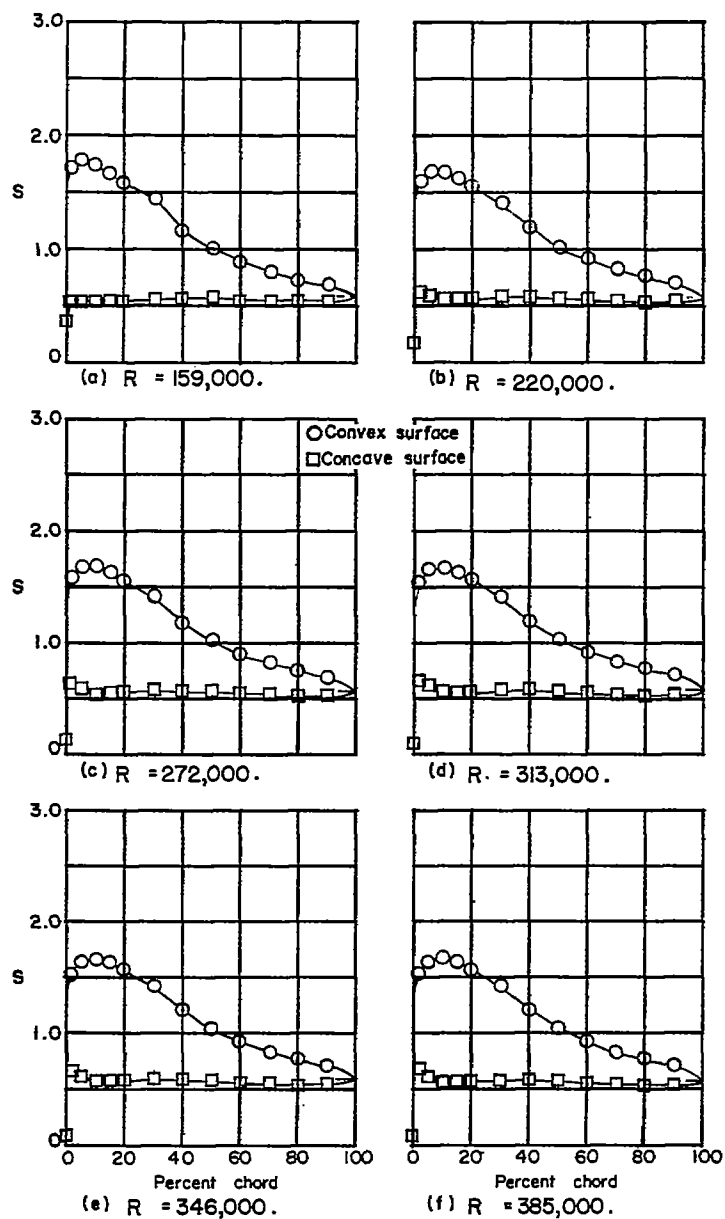 3.0
2.0
S
1.0
0
(a) R = 159,000.
(b) R = 220,000.
○ Convex surface
□ Concave surface
3.0
2.0
S
1.0
0
(c) R = 272,000.
(d) R. = 313,000.
3.0
2.0
S
1.0
0
0 20 40 60 80 100
0 20 40 60 80 100
Percent chord
Percent chord
(e) R = 346,000.
(f) R = 385,000.